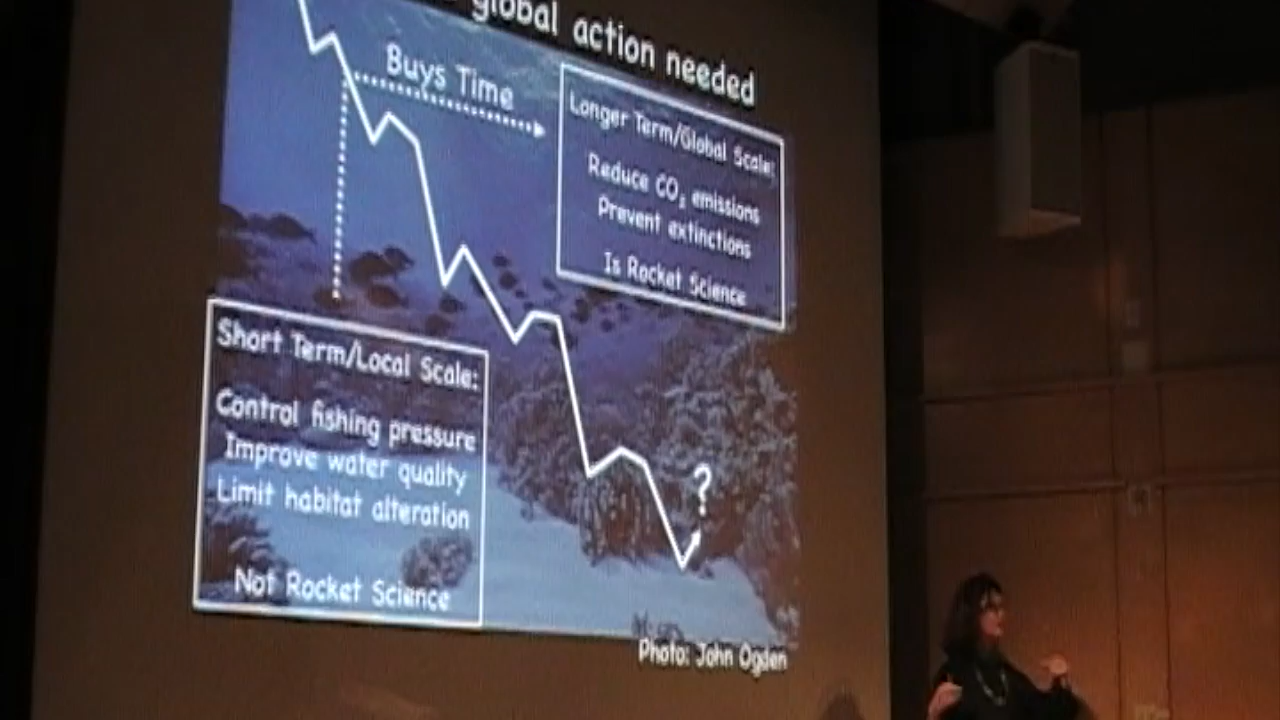 global action needed
Buys Time
Longer Term/Global Scale:
Reduce CO₂ emissions
Prevent extinctions
Is Rocket Science
Short Term/Local Scale:
Control fishing pressure
Improve water quality
Limit habitat alteration
Not Rocket Science
?
Photo: John Ogden